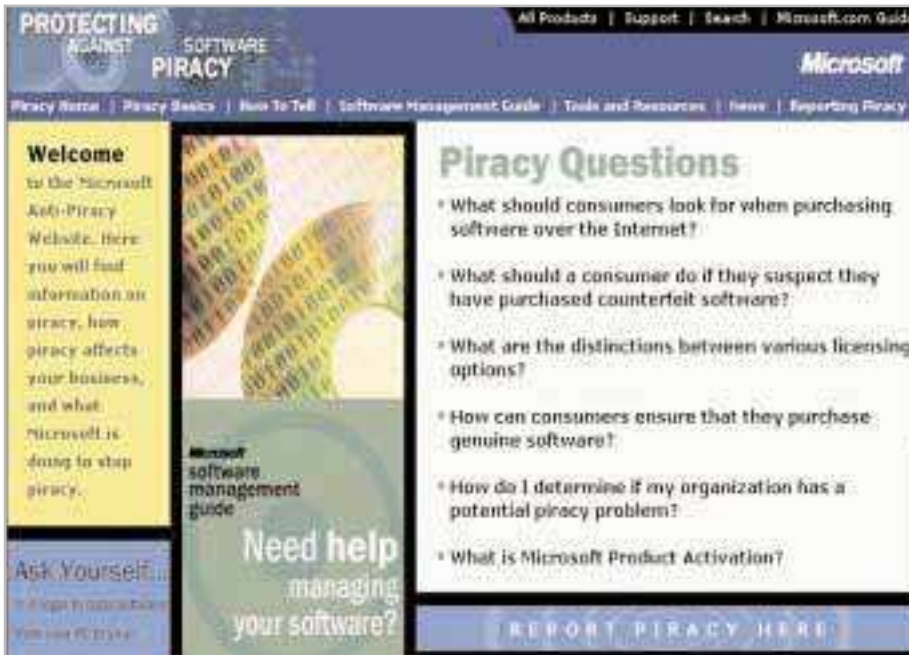 PROTECTING
AGAINST SOFTWARE
PIRACY
All Products | Support | Search | Microsoft.com Guide
Microsoft
Piracy Home | Piracy Basics | How To Tell | Software Management Guide | Tools and Resources | News | Reporting Piracy
Welcome
to the Microsoft
Anti-Piracy
Website. Here
you will find
information on
piracy, how
piracy affects
your business,
and what
Microsoft is
doing to stop
piracy.
Microsoft
software
management
guide
Need help
managing
your software?
Piracy Questions
What should consumers look for when purchasing
software over the Internet?
What should a consumer do if they suspect they
have purchased counterfeit software?
What are the distinctions between various licensing
options?
How can consumers ensure that they purchase
genuine software?
How do I determine if my organization has a
potential piracy problem?
What is Microsoft Product Activation?
Ask Yourself...
REPORT PIRACY HERE